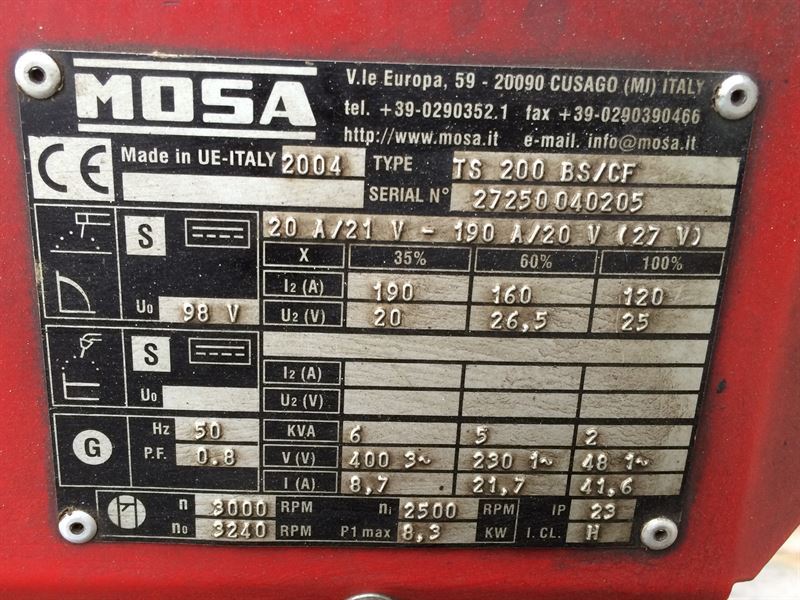 MOSA
V.le Europa, 59 - 20090 CUSAGO (MI) ITALY
tel. +39-0290352.1 fax +39-0290390466
http://www.mosa.it e-mail. info@mosa.it
CE Made in UE-ITALY 2004 TYPE TS 200 BS/CF
SERIAL N° 27250040205
S 20 A/21 V - 190 A/20 V (27 V)
X 35% 60% 100%
I2 (A) 190 160 120
U0 98 V U2 (V) 20 26,5 25
S
I2 (A)
U0 U2 (V)
G Hz 50 KVA 6 5 2
P.F. 0.8 V (V) 400 3~ 230 1~ 48 1~
I (A) 8,7 21,7 41,6
n 3000 RPM n1 2500 RPM IP 23
n0 3240 RPM P1 max 8,3 KW I. CL. H